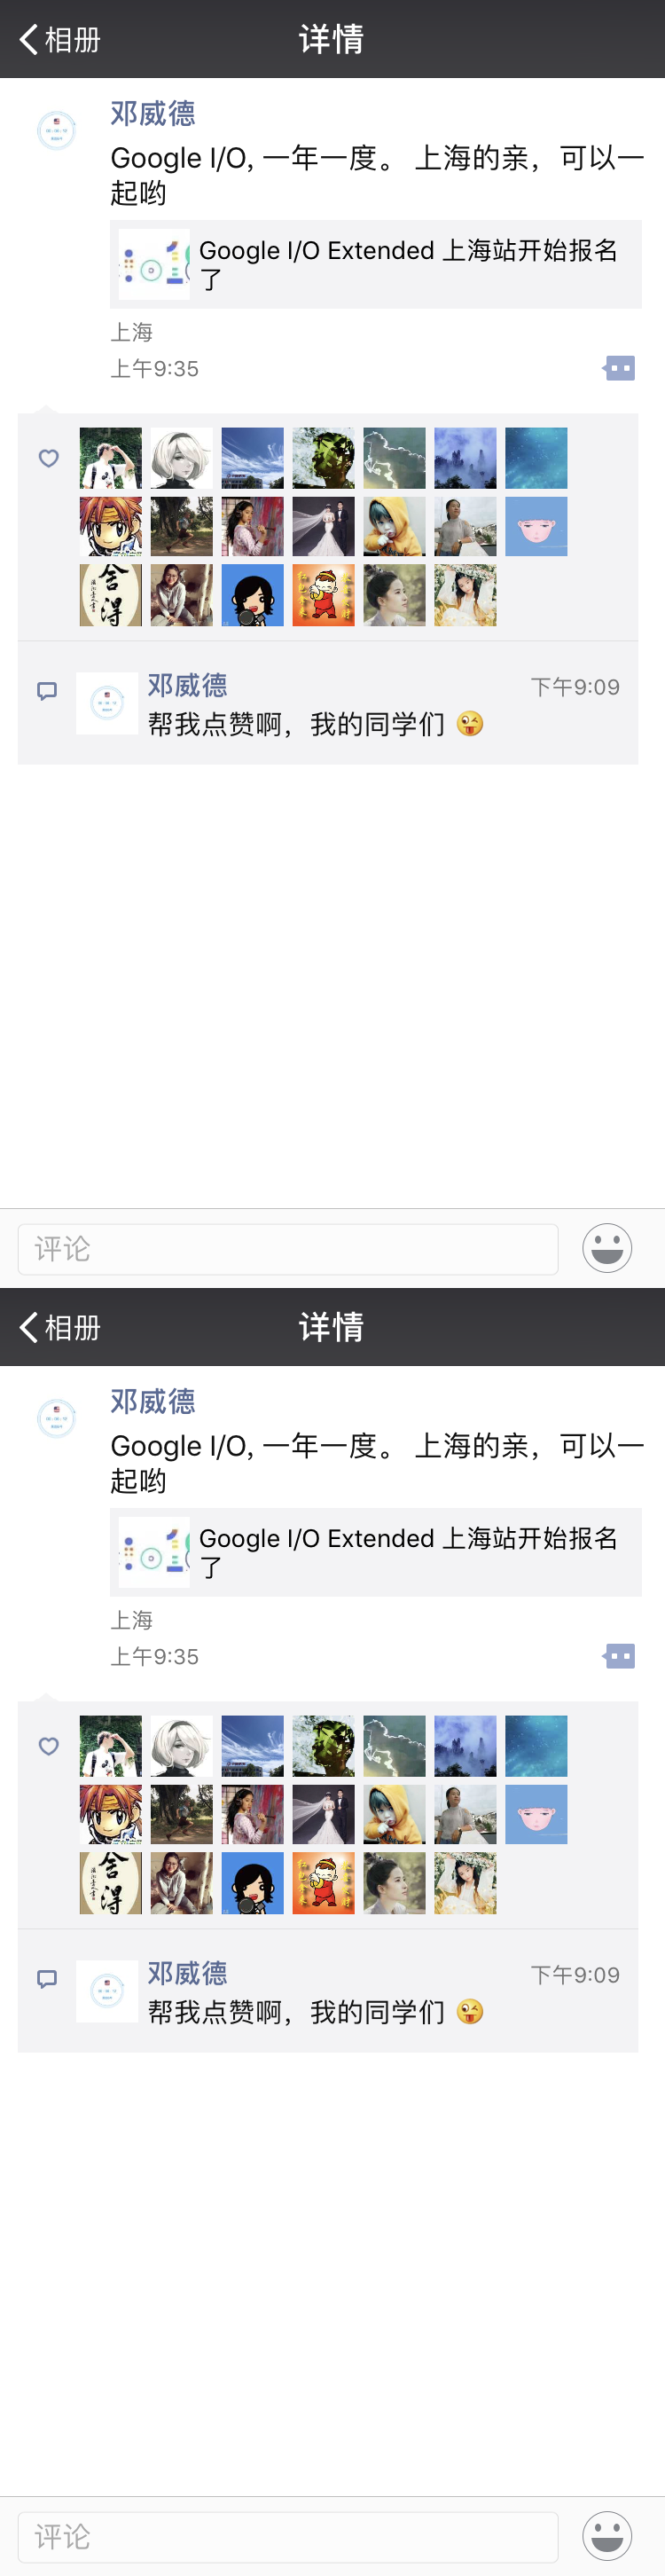 相册
详情
邓威德
Google I/O, 一年一度。 上海的亲，可以一
起哟
Google I/O Extended 上海站开始报名
了
上海
上午9:35
舍
得
邓威德
下午9:09
帮我点赞啊，我的同学们 😜
评论
相册
详情
邓威德
Google I/O, 一年一度。 上海的亲，可以一
起哟
Google I/O Extended 上海站开始报名
了
上海
上午9:35
舍
得
邓威德
下午9:09
帮我点赞啊，我的同学们 😜
评论